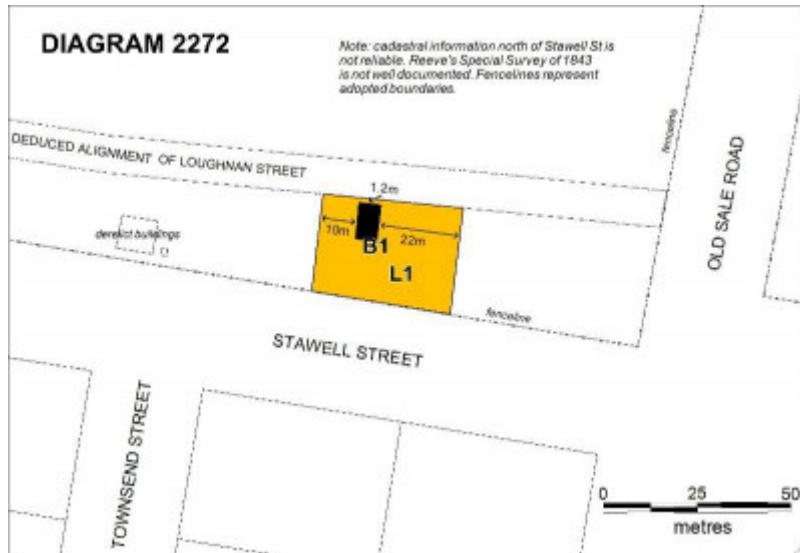 DIAGRAM 2272
Note: cadastral information north of Stawell St is
not reliable. Reeve's Special Survey of 1843
is not well documented. Fencelines represent
adopted boundaries.
fenceline
DEDUCED ALIGNMENT OF LOUGHNAN STREET
1.2m
OLD SALE ROAD
derelict buildings
10m
22m
B1
L1
fenceline
STAWELL STREET
TOWNSEND STREET
0 25 50
metres